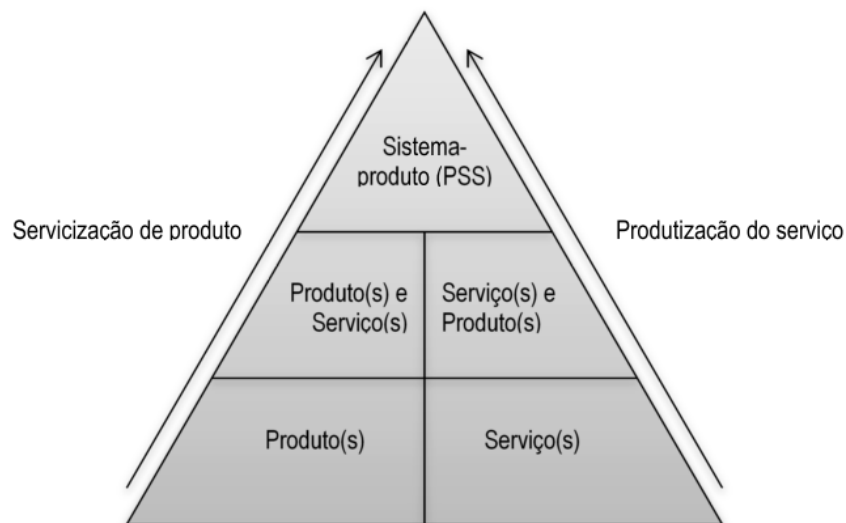 Sistema-
produto (PSS)
Servicização de produto
Produtização do serviço
Produto(s) e
Serviço(s)
Serviço(s) e
Produto(s)
Produto(s)
Serviço(s)